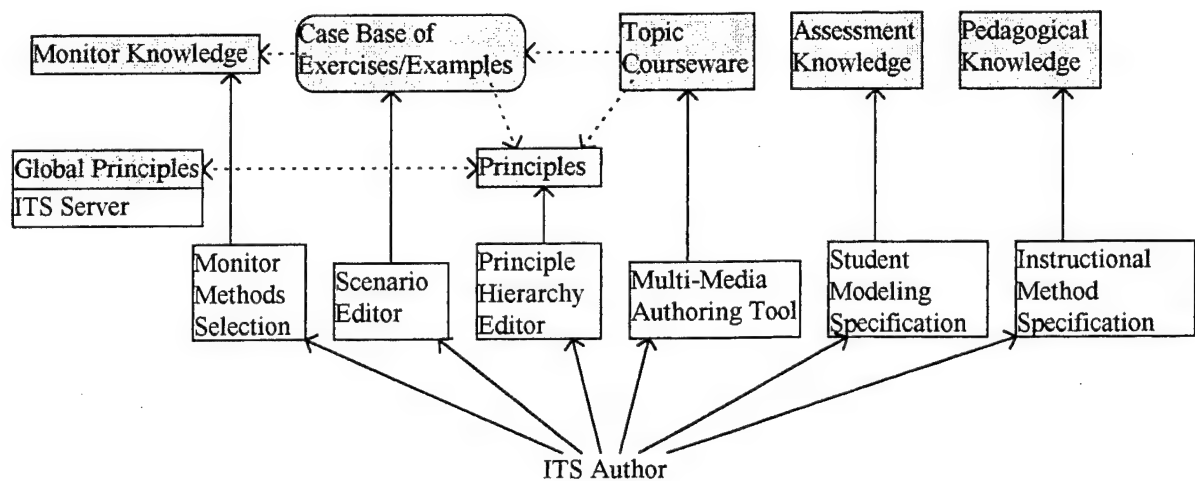 Monitor Knowledge
Case Base of
Exercises/Examples
Topic
Courseware
Assessment
Knowledge
Pedagogical
Knowledge
Global Principles
ITS Server
Principles
Monitor
Methods
Selection
Scenario
Editor
Principle
Hierarchy
Editor
Multi-Media
Authoring Tool
Student
Modeling
Specification
Instructional
Method
Specification
ITS Author